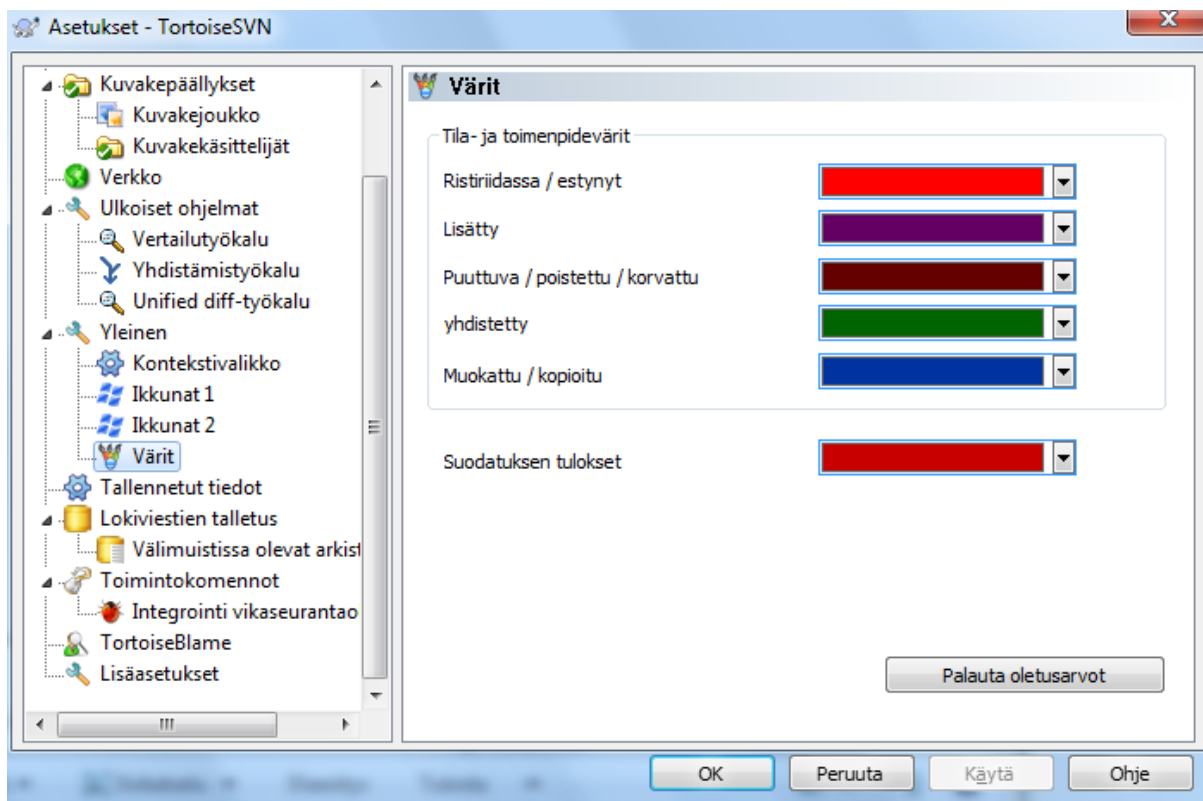 Asetukset - TortoiseSVN
Kuvakepäällykset
Kuvakejoukko
Kuvakekäsittelijät
Verkko
Ulkoiset ohjelmat
Vertailutyökalu
Yhdistämistyökalu
Unified diff-työkalu
Yleinen
Kontekstivalikko
Ikkunat 1
Ikkunat 2
Värit
Tallennetut tiedot
Lokiviestien talletus
Välimuistissa olevat arkist
Toimintokomennot
Integrointi vikaseurantao
TortoiseBlame
Lisäasetukset
Värit
Tila- ja toimenpidevärit
Ristiriidassa / estynyt
Lisätty
Puuttuva / poistettu / korvattu
yhdistetty
Muokattu / kopioitu
Suodatuksen tulokset
Palauta oletusarvot
OK
Peruuta
Käytä
Ohje